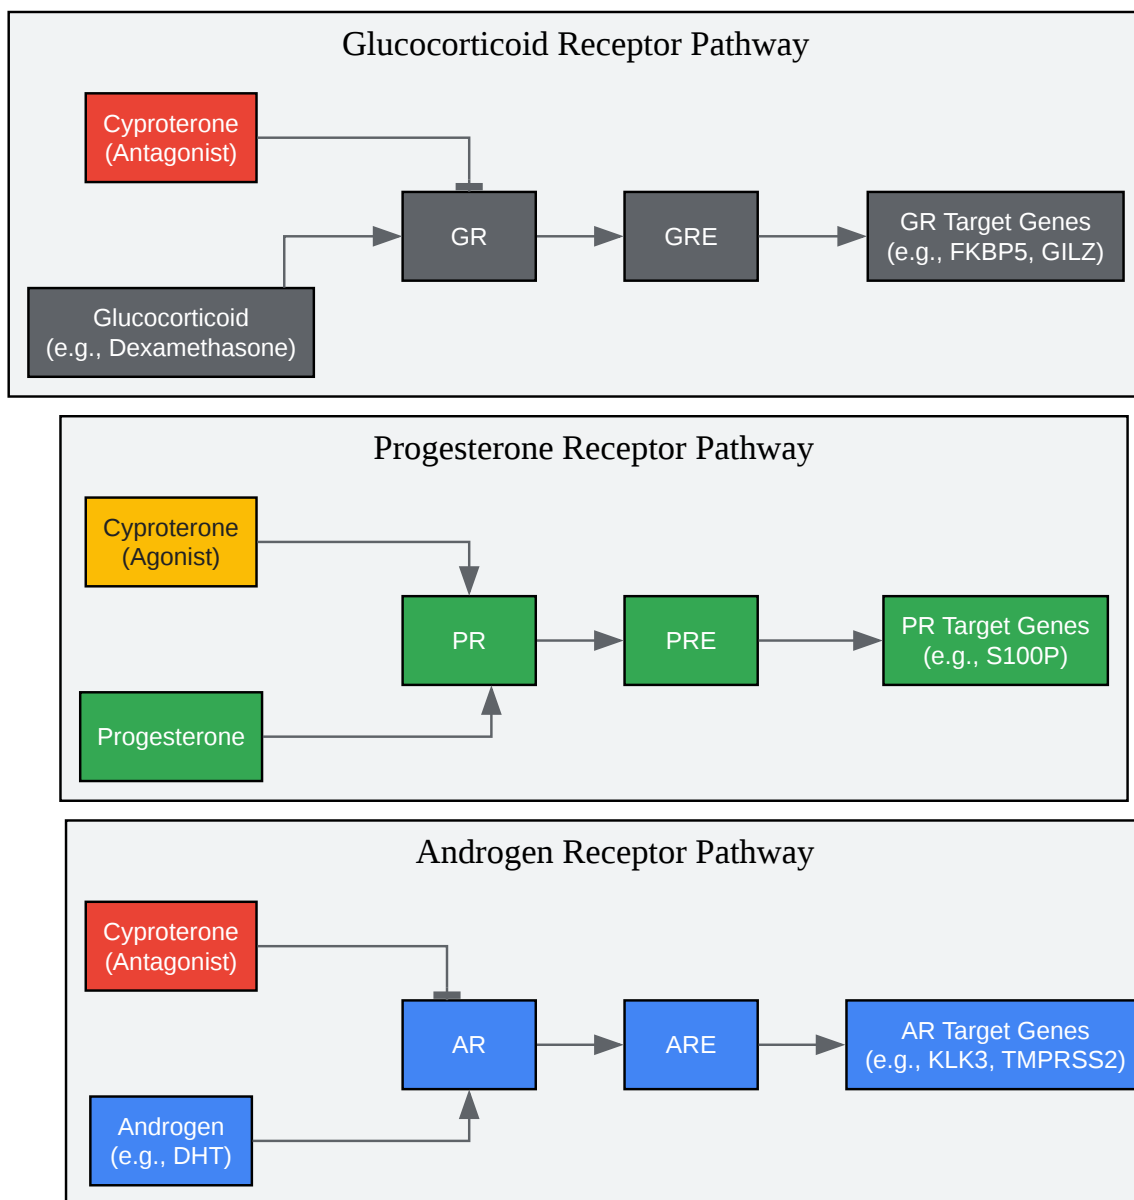 Glucocorticoid Receptor Pathway
Cyproterone
(Antagonist)
GR
GRE
GR Target Genes
(e.g., FKBP5, GILZ)
Glucocorticoid
(e.g., Dexamethasone)
Progesterone Receptor Pathway
Cyproterone
(Agonist)
PR
PRE
PR Target Genes
(e.g., S100P)
Progesterone
Androgen Receptor Pathway
Cyproterone
(Antagonist)
AR
ARE
AR Target Genes
(e.g., KLK3, TMPRSS2)
Androgen
(e.g., DHT)